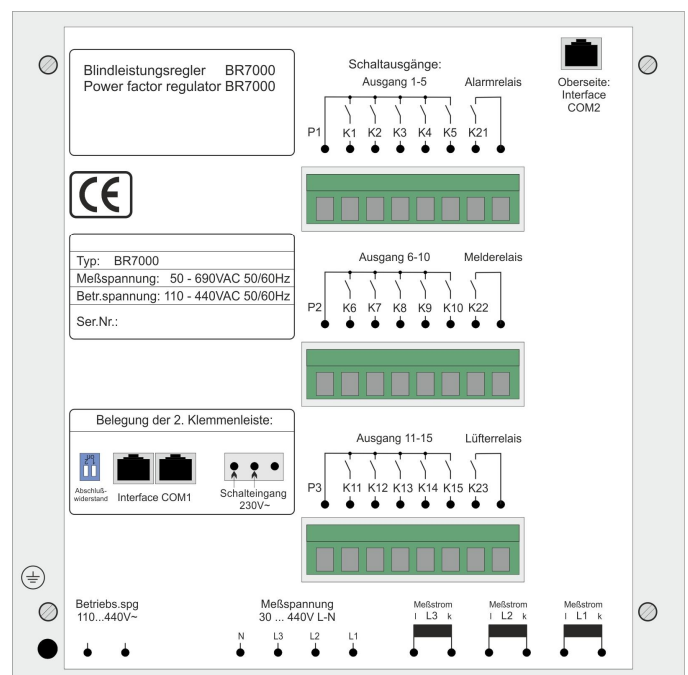 Blindleistungsregler BR7000
Power factor regulator BR7000
Schaltausgänge:
Ausgang 1-5 Alarmrelais
P1 K1 K2 K3 K4 K5 K21
Oberseite:
Interface
COM2
CE
Typ: BR7000
Meßspannung: 50 - 690VAC 50/60Hz
Betr.spannung: 110 - 440VAC 50/60Hz
Ser.Nr.:
Ausgang 6-10 Melderelais
P2 K6 K7 K8 K9 K10 K22
Belegung der 2. Klemmenleiste:
Abschluß-
widerstand
Interface COM1
Schalteingang
230V~
Ausgang 11-15 Lüfterrelais
P3 K11 K12 K13 K14 K15 K23
Betriebs.spg
110...440V~
Meßspannung
30 ... 440V L-N
N L3 L2 L1
Meßstrom
l L3 k
Meßstrom
l L2 k
Meßstrom
l L1 k